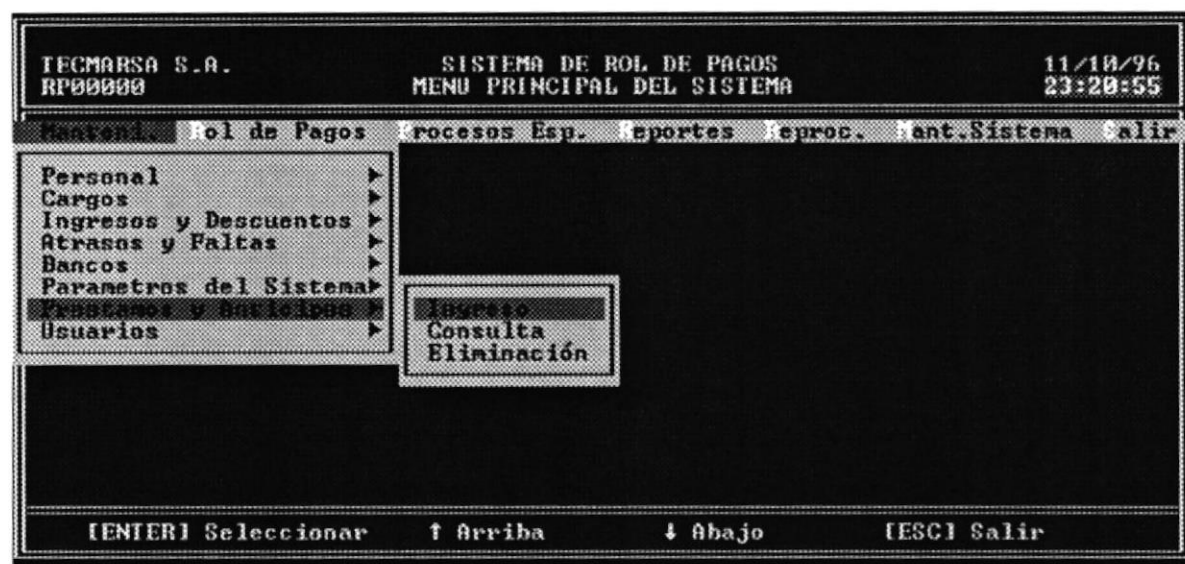 TECMARSA S.A. SISTEMA DE ROL DE PAGOS 11/10/96
RP00000 MENU PRINCIPAL DEL SISTEMA 23:20:55
Manteni. Rol de Pagos Procesos Esp. Reportes Reproc. Mant.Sistema Salir
Personal
Cargos
Ingresos y Descuentos
Atrasos y Faltas
Bancos
Parametros del Sistema
Prestamos y Anticipos
Usuarios
Ingreso
Consulta
Eliminación
[ENTER] Seleccionar ↑ Arriba ↓ Abajo [ESC] Salir